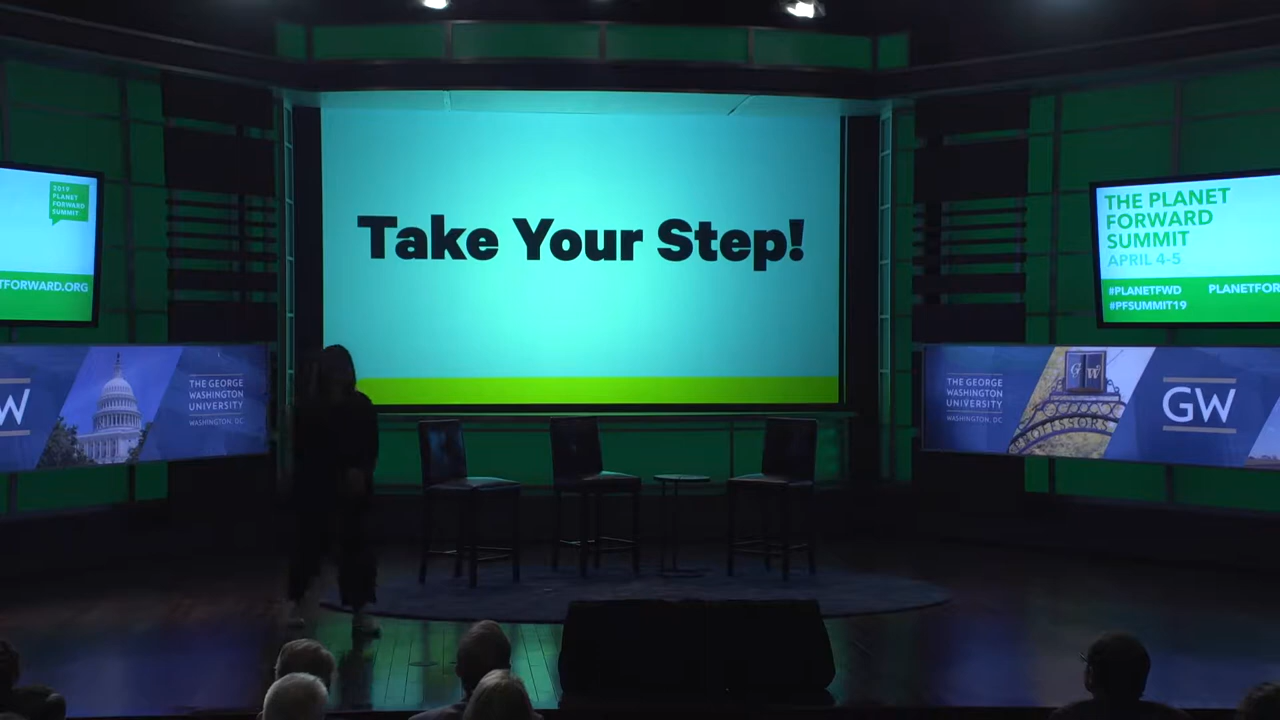 Take Your Step!
2019
PLANET
FORWARD
SUMMIT
TFORWARD.ORG
THE PLANET
FORWARD
SUMMIT
APRIL 4-5
#PLANETFWD PLANETFOR
#PFSUMMIT19
W
THE GEORGE
WASHINGTON
UNIVERSITY
WASHINGTON, DC
THE GEORGE
WASHINGTON
UNIVERSITY
WASHINGTON, DC
G W
PROFESSORS
GW